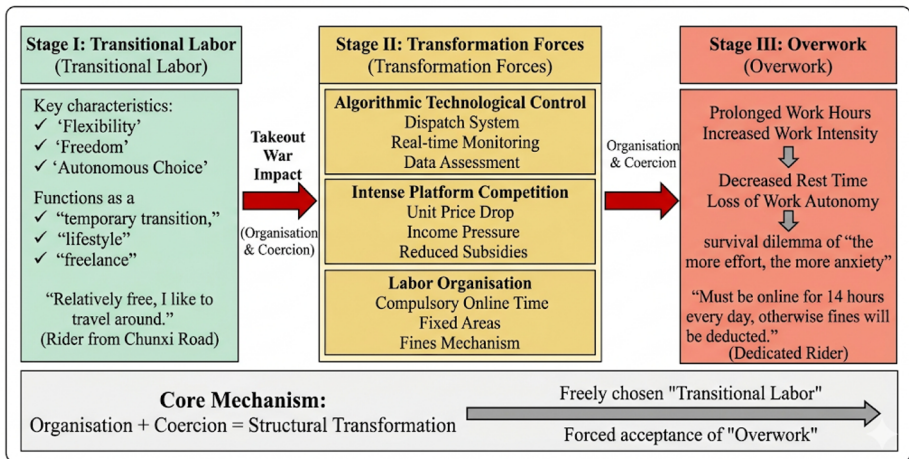 Stage I: Transitional Labor
(Transitional Labor)
Key characteristics:
✓ 'Flexibility'
✓ 'Freedom'
✓ 'Autonomous Choice'
Functions as a
✓ “temporary transition,”
✓ “lifestyle”
✓ “freelance”
“Relatively free, I like to
travel around.”
(Rider from Chunxi Road)
Takeout
War
Impact
(Organisation
& Coercion)
Stage II: Transformation Forces
(Transformation Forces)
Algorithmic Technological Control
Dispatch System
Real-time Monitoring
Data Assessment
Intense Platform Competition
Unit Price Drop
Income Pressure
Reduced Subsidies
Labor Organisation
Compulsory Online Time
Fixed Areas
Fines Mechanism
Organisation
& Coercion
Stage III: Overwork
(Overwork)
Prolonged Work Hours
Increased Work Intensity
Decreased Rest Time
Loss of Work Autonomy
survival dilemma of “the
more effort, the more anxiety”
“Must be online for 14 hours
every day, otherwise fines will
be deducted.”
(Dedicated Rider)
Core Mechanism:
Organisation + Coercion = Structural Transformation
Freely chosen "Transitional Labor"
Forced acceptance of "Overwork"